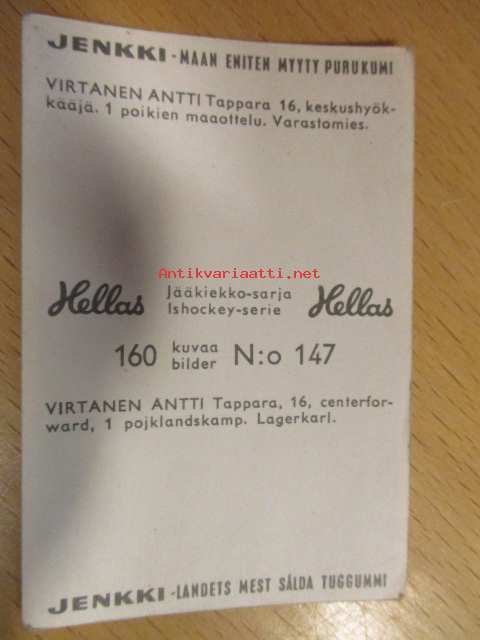 JENKKI - MAAN ENITEN MYYTY PURUKUMI
VIRTANEN ANTTI Tappara 16, keskushyök-
kääjä. 1 poikien maaottelu. Varastomies.
Antikvariaatti.net
Hellas Jääkiekko-sarja Hellas
Ishockey-serie
160 kuvaa N:o 147
bilder
VIRTANEN ANTTI Tappara, 16, centerfor-
ward, 1 pojklandskamp. Lagerkarl.
JENKKI -LANDETS MEST SÅLDA TUGGUMMI